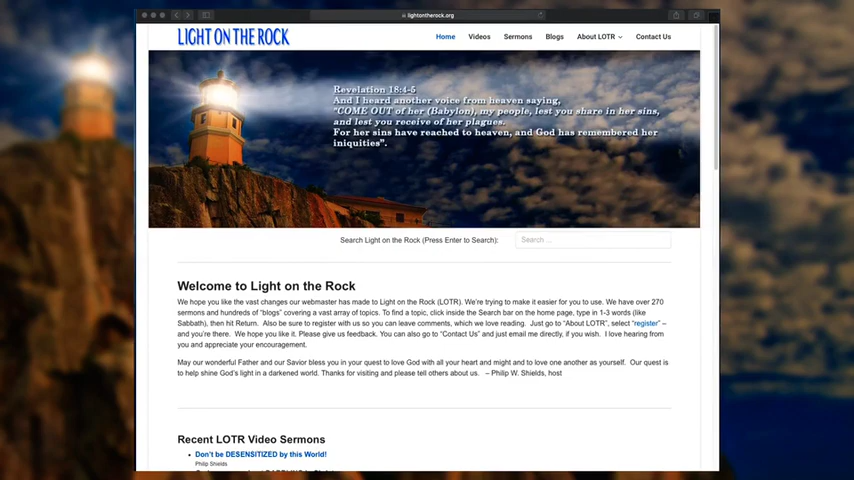 lightontherock.org
LIGHT ON THE ROCK
Home Videos Sermons Blogs About LOTR Contact Us
Revelation 18:4-5
And I heard another voice from heaven saying,
"COME OUT of her (Babylon), my people, lest you share in her sins,
and lest you receive of her plagues.
For her sins have reached to heaven, and God has remembered her
iniquities".
Search Light on the Rock (Press Enter to Search):
Search ...
Welcome to Light on the Rock
We hope you like the vast changes our webmaster has made to Light on the Rock (LOTR). We're trying to make it easier for you to use. We have over 270
sermons and hundreds of "blogs" covering a vast array of topics. To find a topic, click inside the Search bar on the home page, type in 1-3 words (like
Sabbath), then hit Return. Also be sure to register with us so you can leave comments, which we love reading. Just go to "About LOTR", select "register" –
and you're there. We hope you like it. Please give us feedback. You can also go to "Contact Us" and just email me directly, if you wish. I love hearing from
you and appreciate your encouragement.
May our wonderful Father and our Savior bless you in your quest to love God with all your heart and might and to love one another as yourself. Our quest is
to help shine God's light in a darkened world. Thanks for visiting and please tell others about us. – Philip W. Shields, host
Recent LOTR Video Sermons
Don't be DESENSITIZED by this World!
Philip Shields